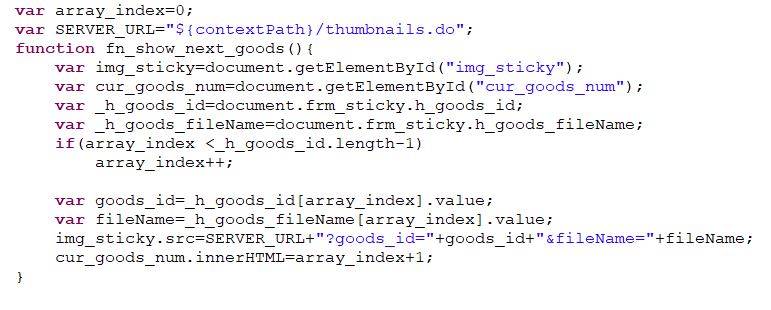 var array_index=0;
var SERVER_URL="${contextPath}/thumbnails.do";
function fn_show_next_goods(){
    var img_sticky=document.getElementById("img_sticky");
    var cur_goods_num=document.getElementById("cur_goods_num");
    var _h_goods_id=document.frm_sticky.h_goods_id;
    var _h_goods_fileName=document.frm_sticky.h_goods_fileName;
    if(array_index <_h_goods_id.length-1)
        array_index++;

    var goods_id=_h_goods_id[array_index].value;
    var fileName=_h_goods_fileName[array_index].value;
    img_sticky.src=SERVER_URL+"?goods_id="+goods_id+"&fileName="+fileName;
    cur_goods_num.innerHTML=array_index+1;
}